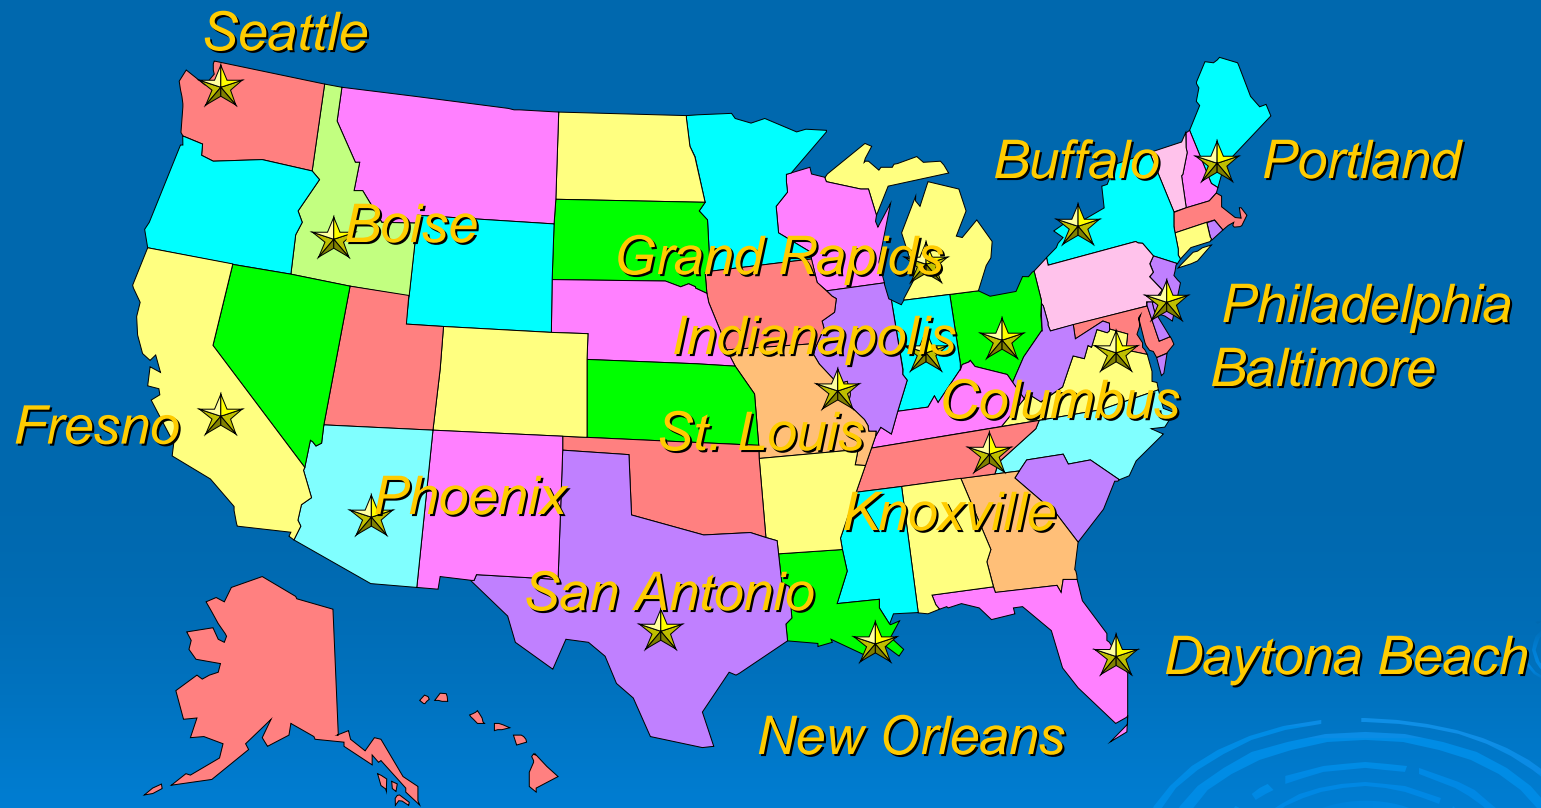 Seattle
Buffalo
Portland
Boise
Grand Rapids
Philadelphia
Indianapolis
Baltimore
Columbus
Fresno
St. Louis
Phoenix
Knoxville
San Antonio
Daytona Beach
New Orleans